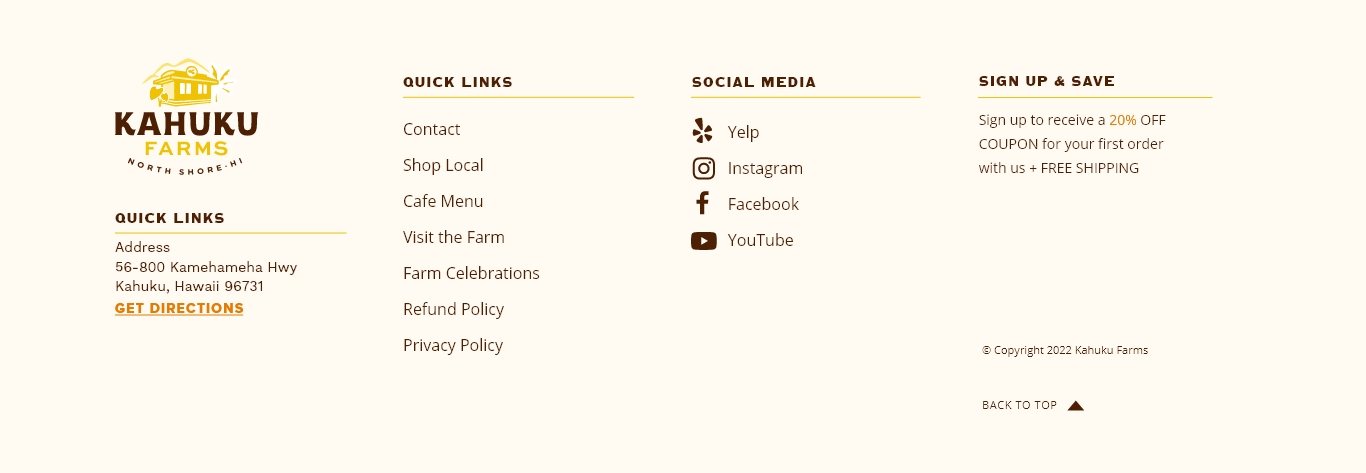 KAHUKU
FARMS
NORTH SHORE-HI
QUICK LINKS
Address
56-800 Kamehameha Hwy
Kahuku, Hawaii 96731
GET DIRECTIONS
QUICK LINKS
Contact
Shop Local
Cafe Menu
Visit the Farm
Farm Celebrations
Refund Policy
Privacy Policy
SOCIAL MEDIA
Yelp
Instagram
Facebook
YouTube
SIGN UP & SAVE
Sign up to receive a 20% OFF
COUPON for your first order
with us + FREE SHIPPING
© Copyright 2022 Kahuku Farms
BACK TO TOP